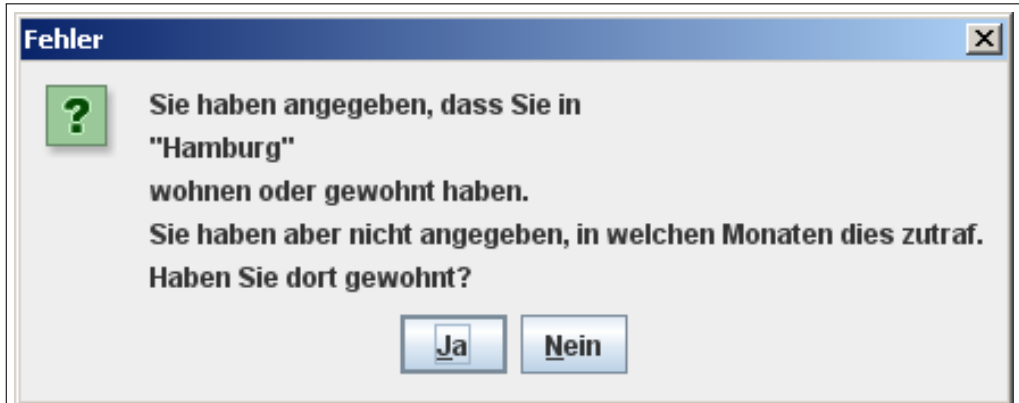 Fehler
Sie haben angegeben, dass Sie in
"Hamburg"
wohnen oder gewohnt haben.
Sie haben aber nicht angegeben, in welchen Monaten dies zutraf.
Haben Sie dort gewohnt?
Ja Nein